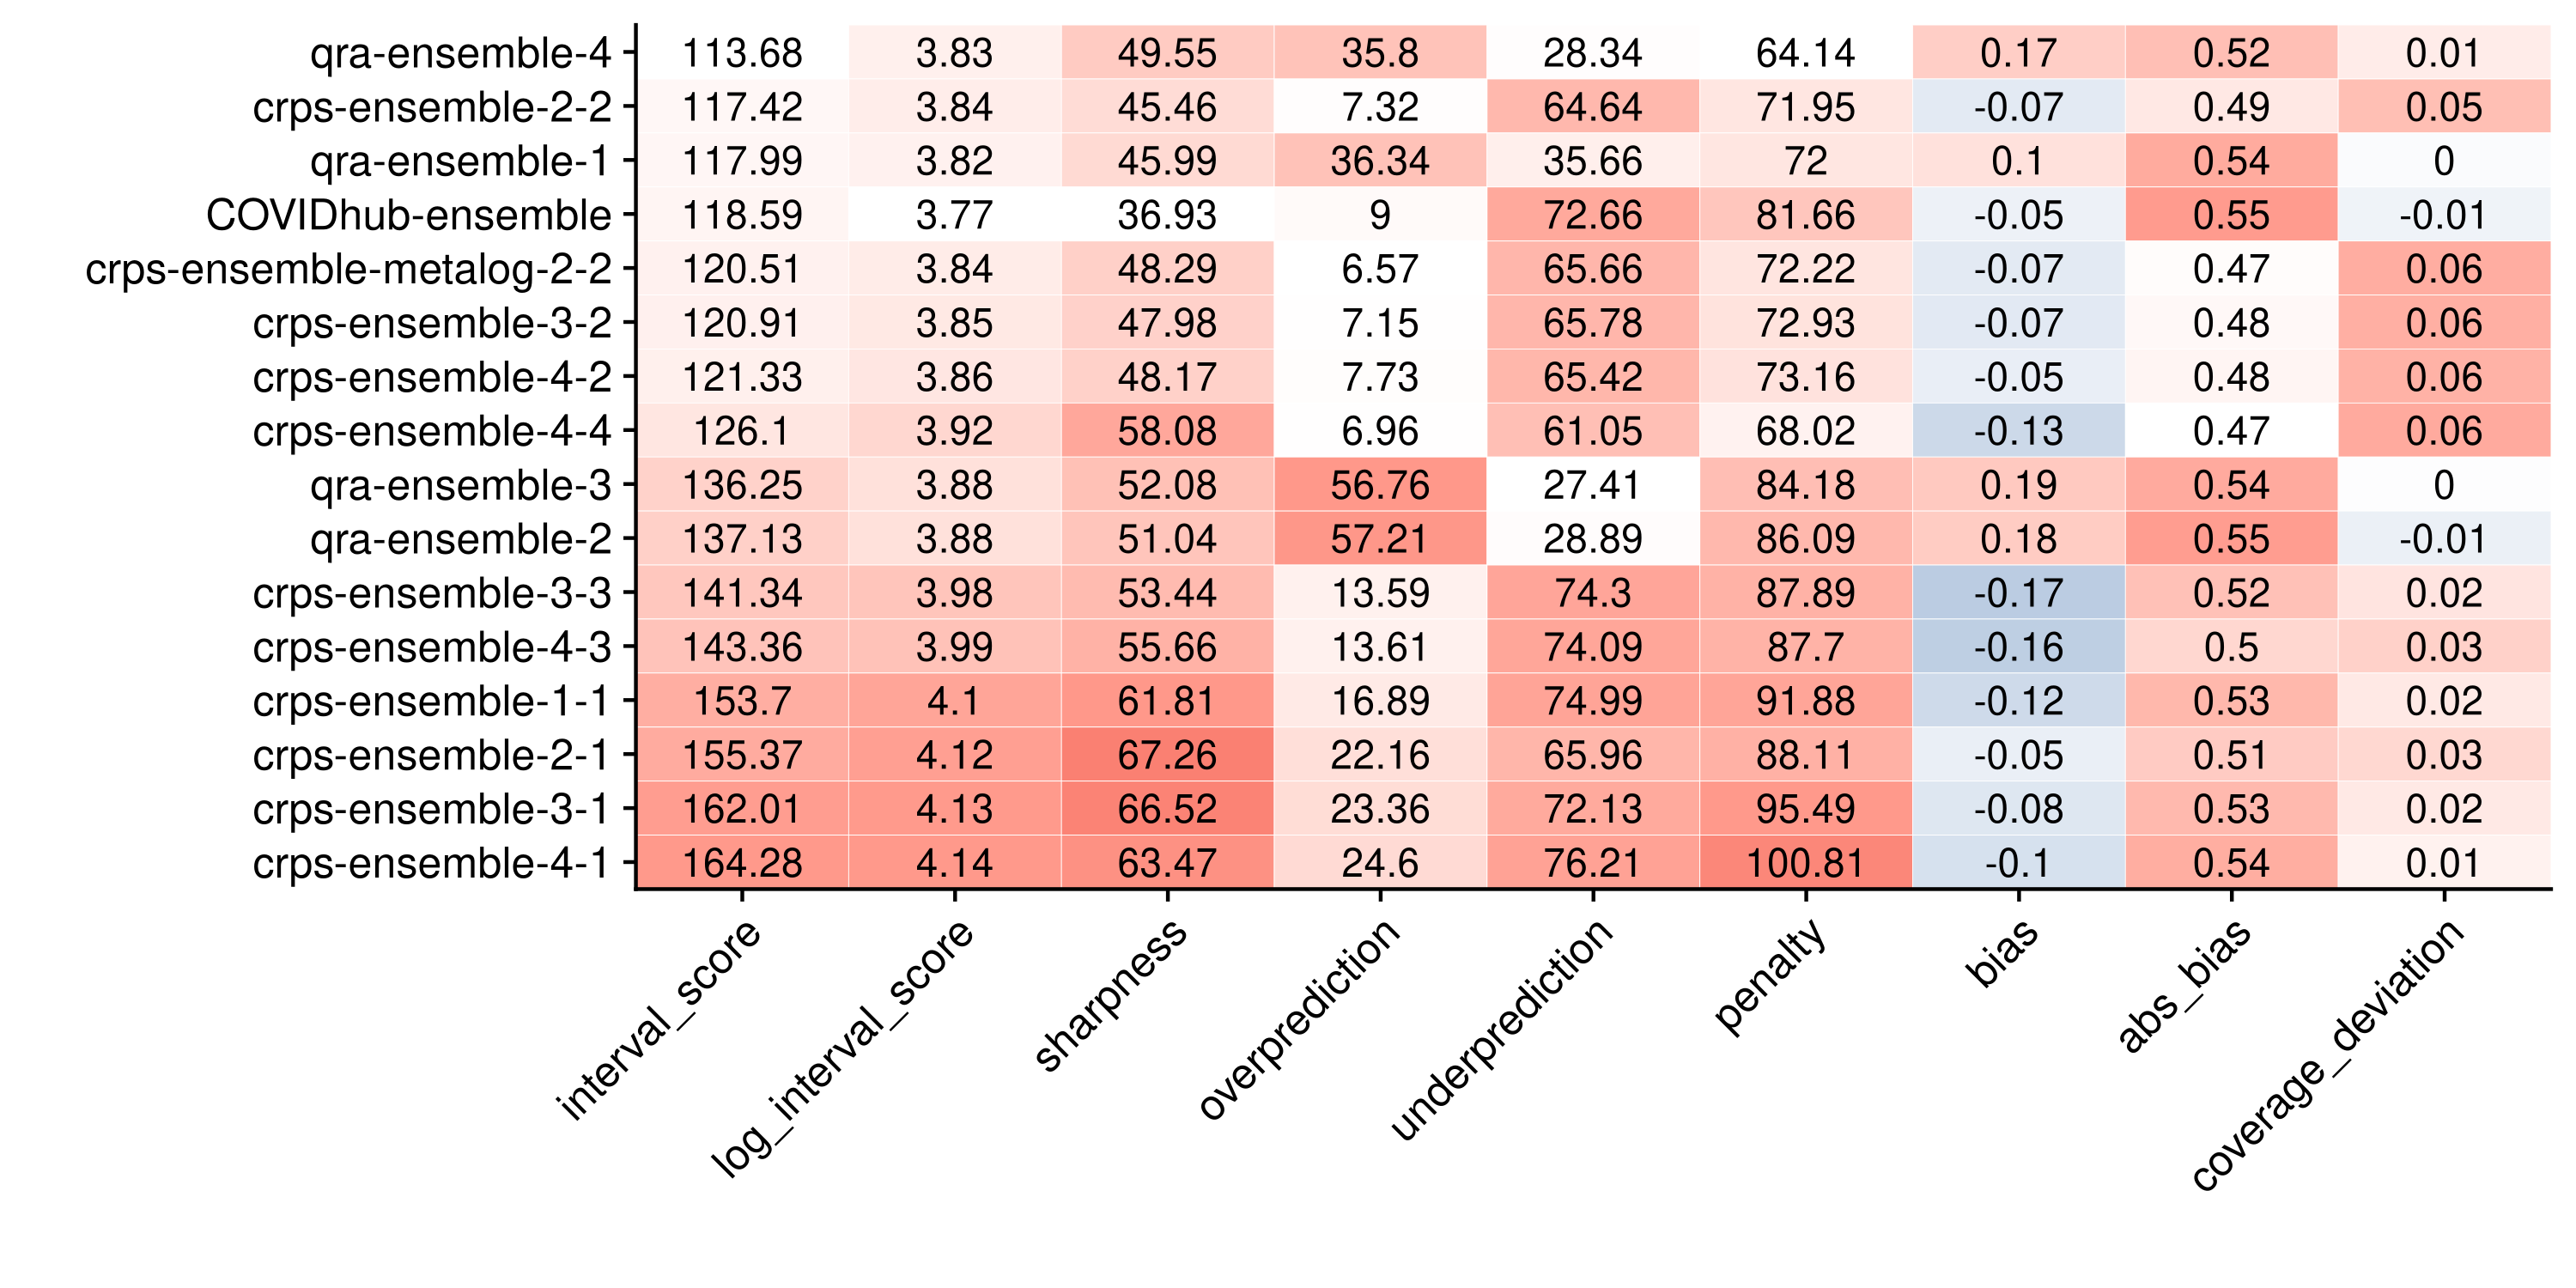 qra-ensemble-4 113.68 3.83 49.55 35.8 28.34 64.14 0.17 0.52 0.01
crps-ensemble-2-2 117.42 3.84 45.46 7.32 64.64 71.95 -0.07 0.49 0.05
qra-ensemble-1 117.99 3.82 45.99 36.34 35.66 72 0.1 0.54 0
COVIDhub-ensemble 118.59 3.77 36.93 9 72.66 81.66 -0.05 0.55 -0.01
crps-ensemble-metalog-2-2 120.51 3.84 48.29 6.57 65.66 72.22 -0.07 0.47 0.06
crps-ensemble-3-2 120.91 3.85 47.98 7.15 65.78 72.93 -0.07 0.48 0.06
crps-ensemble-4-2 121.33 3.86 48.17 7.73 65.42 73.16 -0.05 0.48 0.06
crps-ensemble-4-4 126.1 3.92 58.08 6.96 61.05 68.02 -0.13 0.47 0.06
qra-ensemble-3 136.25 3.88 52.08 56.76 27.41 84.18 0.19 0.54 0
qra-ensemble-2 137.13 3.88 51.04 57.21 28.89 86.09 0.18 0.55 -0.01
crps-ensemble-3-3 141.34 3.98 53.44 13.59 74.3 87.89 -0.17 0.52 0.02
crps-ensemble-4-3 143.36 3.99 55.66 13.61 74.09 87.7 -0.16 0.5 0.03
crps-ensemble-1-1 153.7 4.1 61.81 16.89 74.99 91.88 -0.12 0.53 0.02
crps-ensemble-2-1 155.37 4.12 67.26 22.16 65.96 88.11 -0.05 0.51 0.03
crps-ensemble-3-1 162.01 4.13 66.52 23.36 72.13 95.49 -0.08 0.53 0.02
crps-ensemble-4-1 164.28 4.14 63.47 24.6 76.21 100.81 -0.1 0.54 0.01
interval_score log_interval_score sharpness overprediction underprediction penalty bias abs_bias coverage_deviation